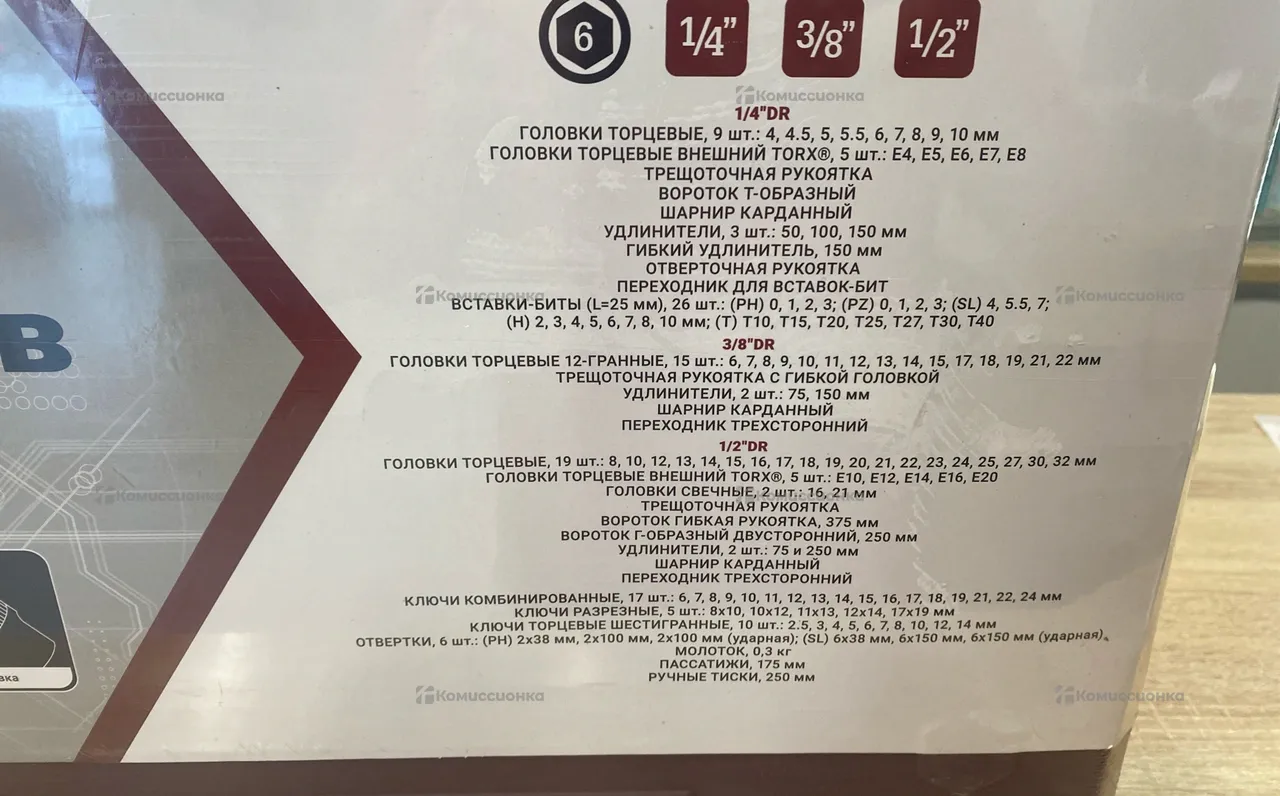 6 1/4” 3/8” 1/2”
1/4"DR
ГОЛОВКИ ТОРЦЕВЫЕ, 9 шт.: 4, 4.5, 5, 5.5, 6, 7, 8, 9, 10 мм
ГОЛОВКИ ТОРЦЕВЫЕ ВНЕШНИЙ TORX®, 5 шт.: E4, E5, E6, E7, E8
ТРЕЩОТОЧНАЯ РУКОЯТКА
ВОРОТОК Т-ОБРАЗНЫЙ
ШАРНИР КАРДАННЫЙ
УДЛИНИТЕЛИ, 3 шт.: 50, 100, 150 мм
ГИБКИЙ УДЛИНИТЕЛЬ, 150 мм
ОТВЕРТОЧНАЯ РУКОЯТКА
ПЕРЕХОДНИК ДЛЯ ВСТАВОК-БИТ
ВСТАВКИ-БИТЫ (L=25 мм), 26 шт.: (PH) 0, 1, 2, 3; (PZ) 0, 1, 2, 3; (SL) 4, 5.5, 7;
(H) 2, 3, 4, 5, 6, 7, 8, 10 мм; (T) T10, T15, T20, T25, T27, T30, T40
3/8"DR
ГОЛОВКИ ТОРЦЕВЫЕ 12-ГРАННЫЕ, 15 шт.: 6, 7, 8, 9, 10, 11, 12, 13, 14, 15, 17, 18, 19, 21, 22 мм
ТРЕЩОТОЧНАЯ РУКОЯТКА С ГИБКОЙ ГОЛОВКОЙ
УДЛИНИТЕЛИ, 2 шт.: 75, 150 мм
ШАРНИР КАРДАННЫЙ
ПЕРЕХОДНИК ТРЕХСТОРОННИЙ
1/2"DR
ГОЛОВКИ ТОРЦЕВЫЕ, 19 шт.: 8, 10, 12, 13, 14, 15, 16, 17, 18, 19, 20, 21, 22, 23, 24, 25, 27, 30, 32 мм
ГОЛОВКИ ТОРЦЕВЫЕ ВНЕШНИЙ TORX®, 5 шт.: E10, E12, E14, E16, E20
ГОЛОВКИ СВЕЧНЫЕ, 2 шт.: 16, 21 мм
ТРЕЩОТОЧНАЯ РУКОЯТКА
ВОРОТОК ГИБКАЯ РУКОЯТКА, 375 мм
ВОРОТОК Г-ОБРАЗНЫЙ ДВУСТОРОННИЙ, 250 мм
УДЛИНИТЕЛИ, 2 шт.: 75 и 250 мм
ШАРНИР КАРДАННЫЙ
ПЕРЕХОДНИК ТРЕХСТОРОННИЙ
КЛЮЧИ КОМБИНИРОВАННЫЕ, 17 шт.: 6, 7, 8, 9, 10, 11, 12, 13, 14, 15, 16, 17, 18, 19, 21, 22, 24 мм
КЛЮЧИ РАЗРЕЗНЫЕ, 5 шт.: 8x10, 10x12, 11x13, 12x14, 17x19 мм
КЛЮЧИ ТОРЦЕВЫЕ ШЕСТИГРАННЫЕ, 10 шт.: 2.5, 3, 4, 5, 6, 7, 8, 10, 12, 14 мм
ОТВЕРТКИ, 6 шт.: (PH) 2x38 мм, 2x100 мм, 2x100 мм (ударная); (SL) 6x38 мм, 6x150 мм, 6x150 мм (ударная).
МОЛОТОК, 0,3 кг
ПАССАТИЖИ, 175 мм
РУЧНЫЕ ТИСКИ, 250 мм
В
вка
Комиссионка
Комиссионка
Комиссионка
Комиссионка
Комиссионка
Комиссионка
Комиссионка
Комиссионка